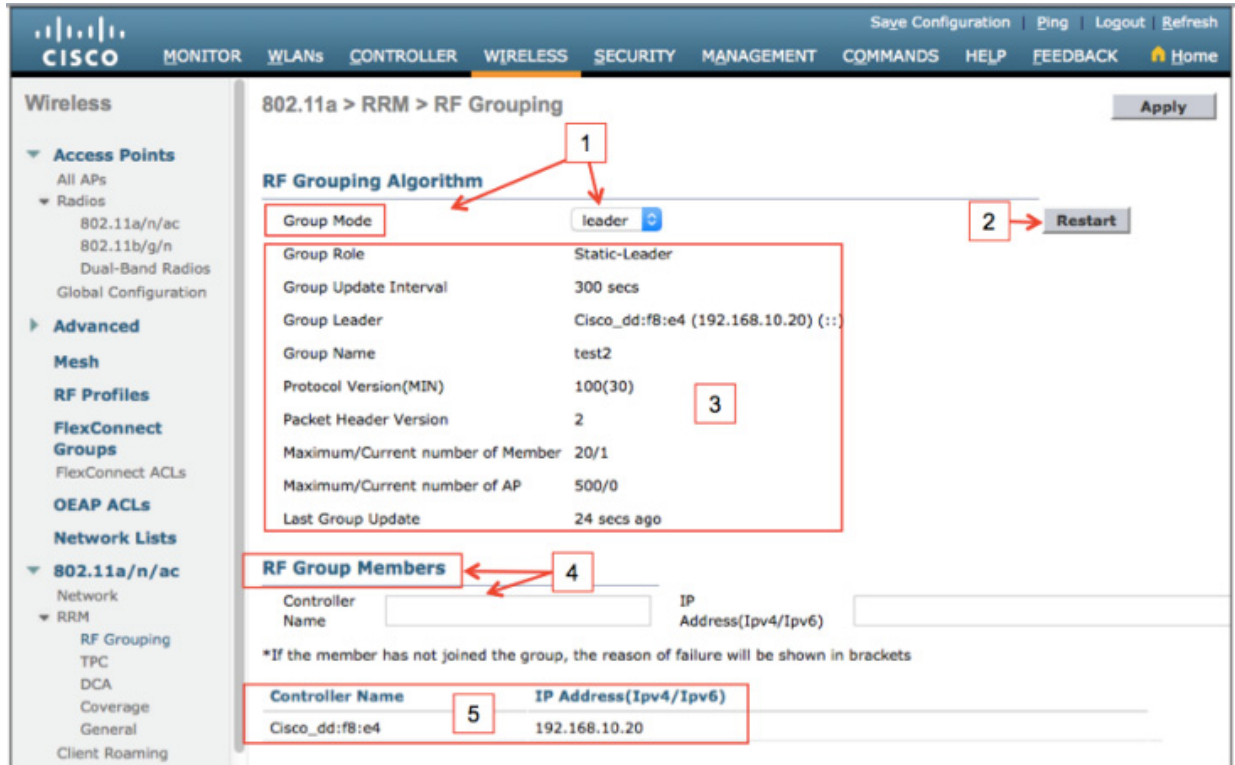 Save Configuration | Ping | Logout | Refresh
CISCO MONITOR WLANs CONTROLLER WIRELESS SECURITY MANAGEMENT COMMANDS HELP FEEDBACK Home
Wireless
Access Points
All APs
Radios
802.11a/n/ac
802.11b/g/n
Dual-Band Radios
Global Configuration
Advanced
Mesh
RF Profiles
FlexConnect
Groups
FlexConnect ACLs
OEAP ACLs
Network Lists
802.11a/n/ac
Network
RRM
RF Grouping
TPC
DCA
Coverage
General
Client Roaming
802.11a > RRM > RF Grouping
Apply
1
RF Grouping Algorithm
Group Mode leader
2
Restart
Group Role Static-Leader
Group Update Interval 300 secs
Group Leader Cisco_dd:f8:e4 (192.168.10.20) (::)
Group Name test2
Protocol Version(MIN) 100(30)
3
Packet Header Version 2
Maximum/Current number of Member 20/1
Maximum/Current number of AP 500/0
Last Group Update 24 secs ago
RF Group Members
4
Controller
Name
IP
Address(Ipv4/Ipv6)
*If the member has not joined the group, the reason of failure will be shown in brackets
Controller Name IP Address(Ipv4/Ipv6)
5
Cisco_dd:f8:e4 192.168.10.20